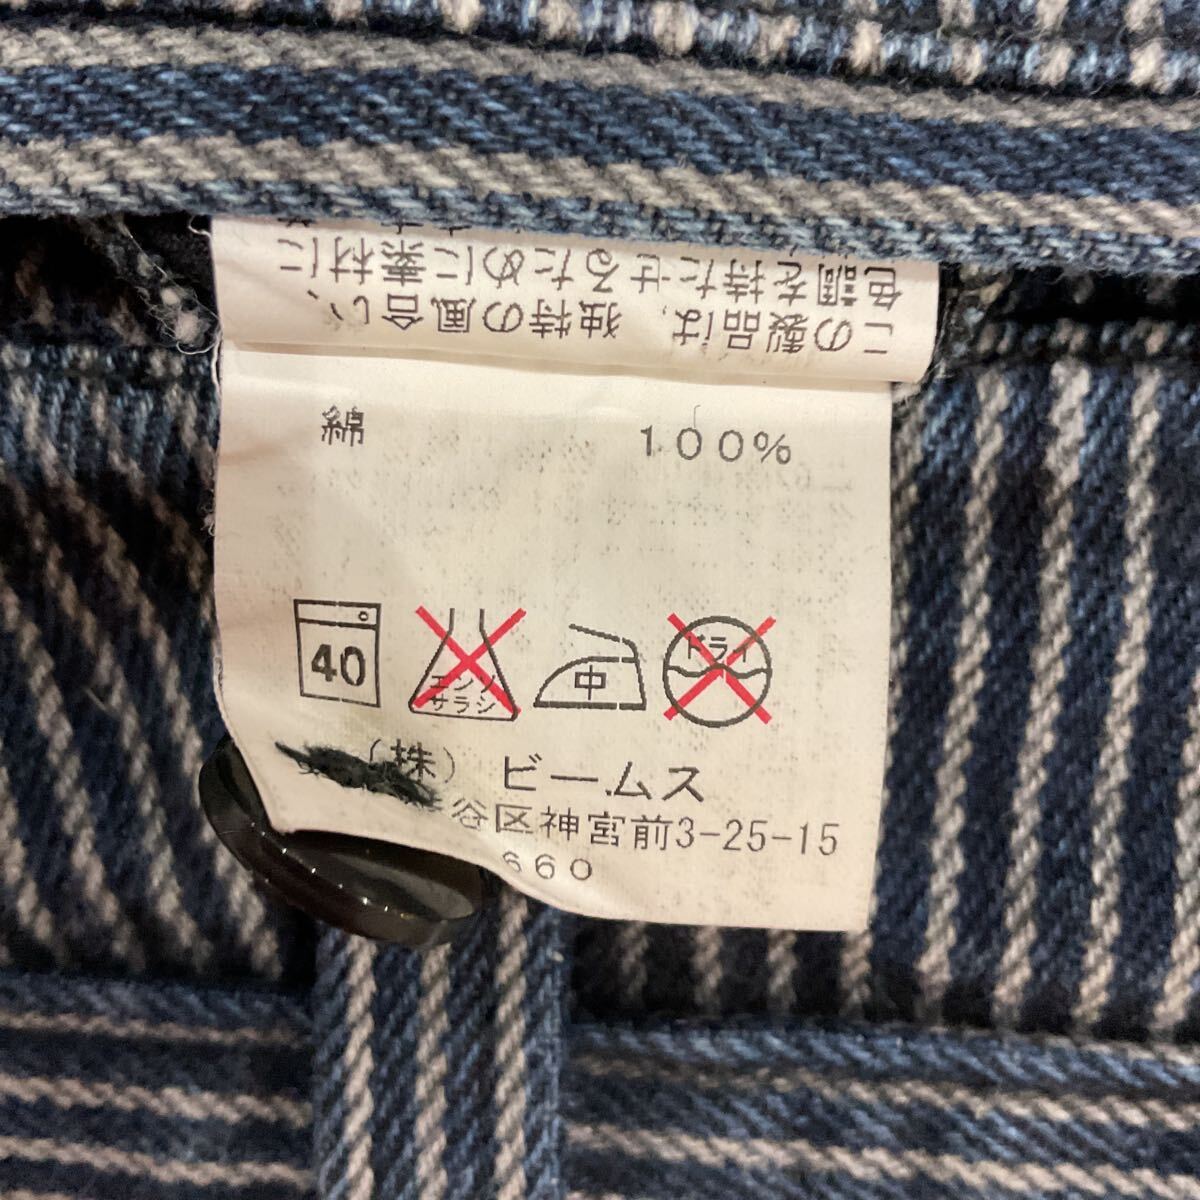 この製品は、独特の風合い、
色調を持たせるために素材に
綿 100%
40
エンソ
サラシ
中
ドライ
(株) ビームス
谷区神宮前3-25-15
660